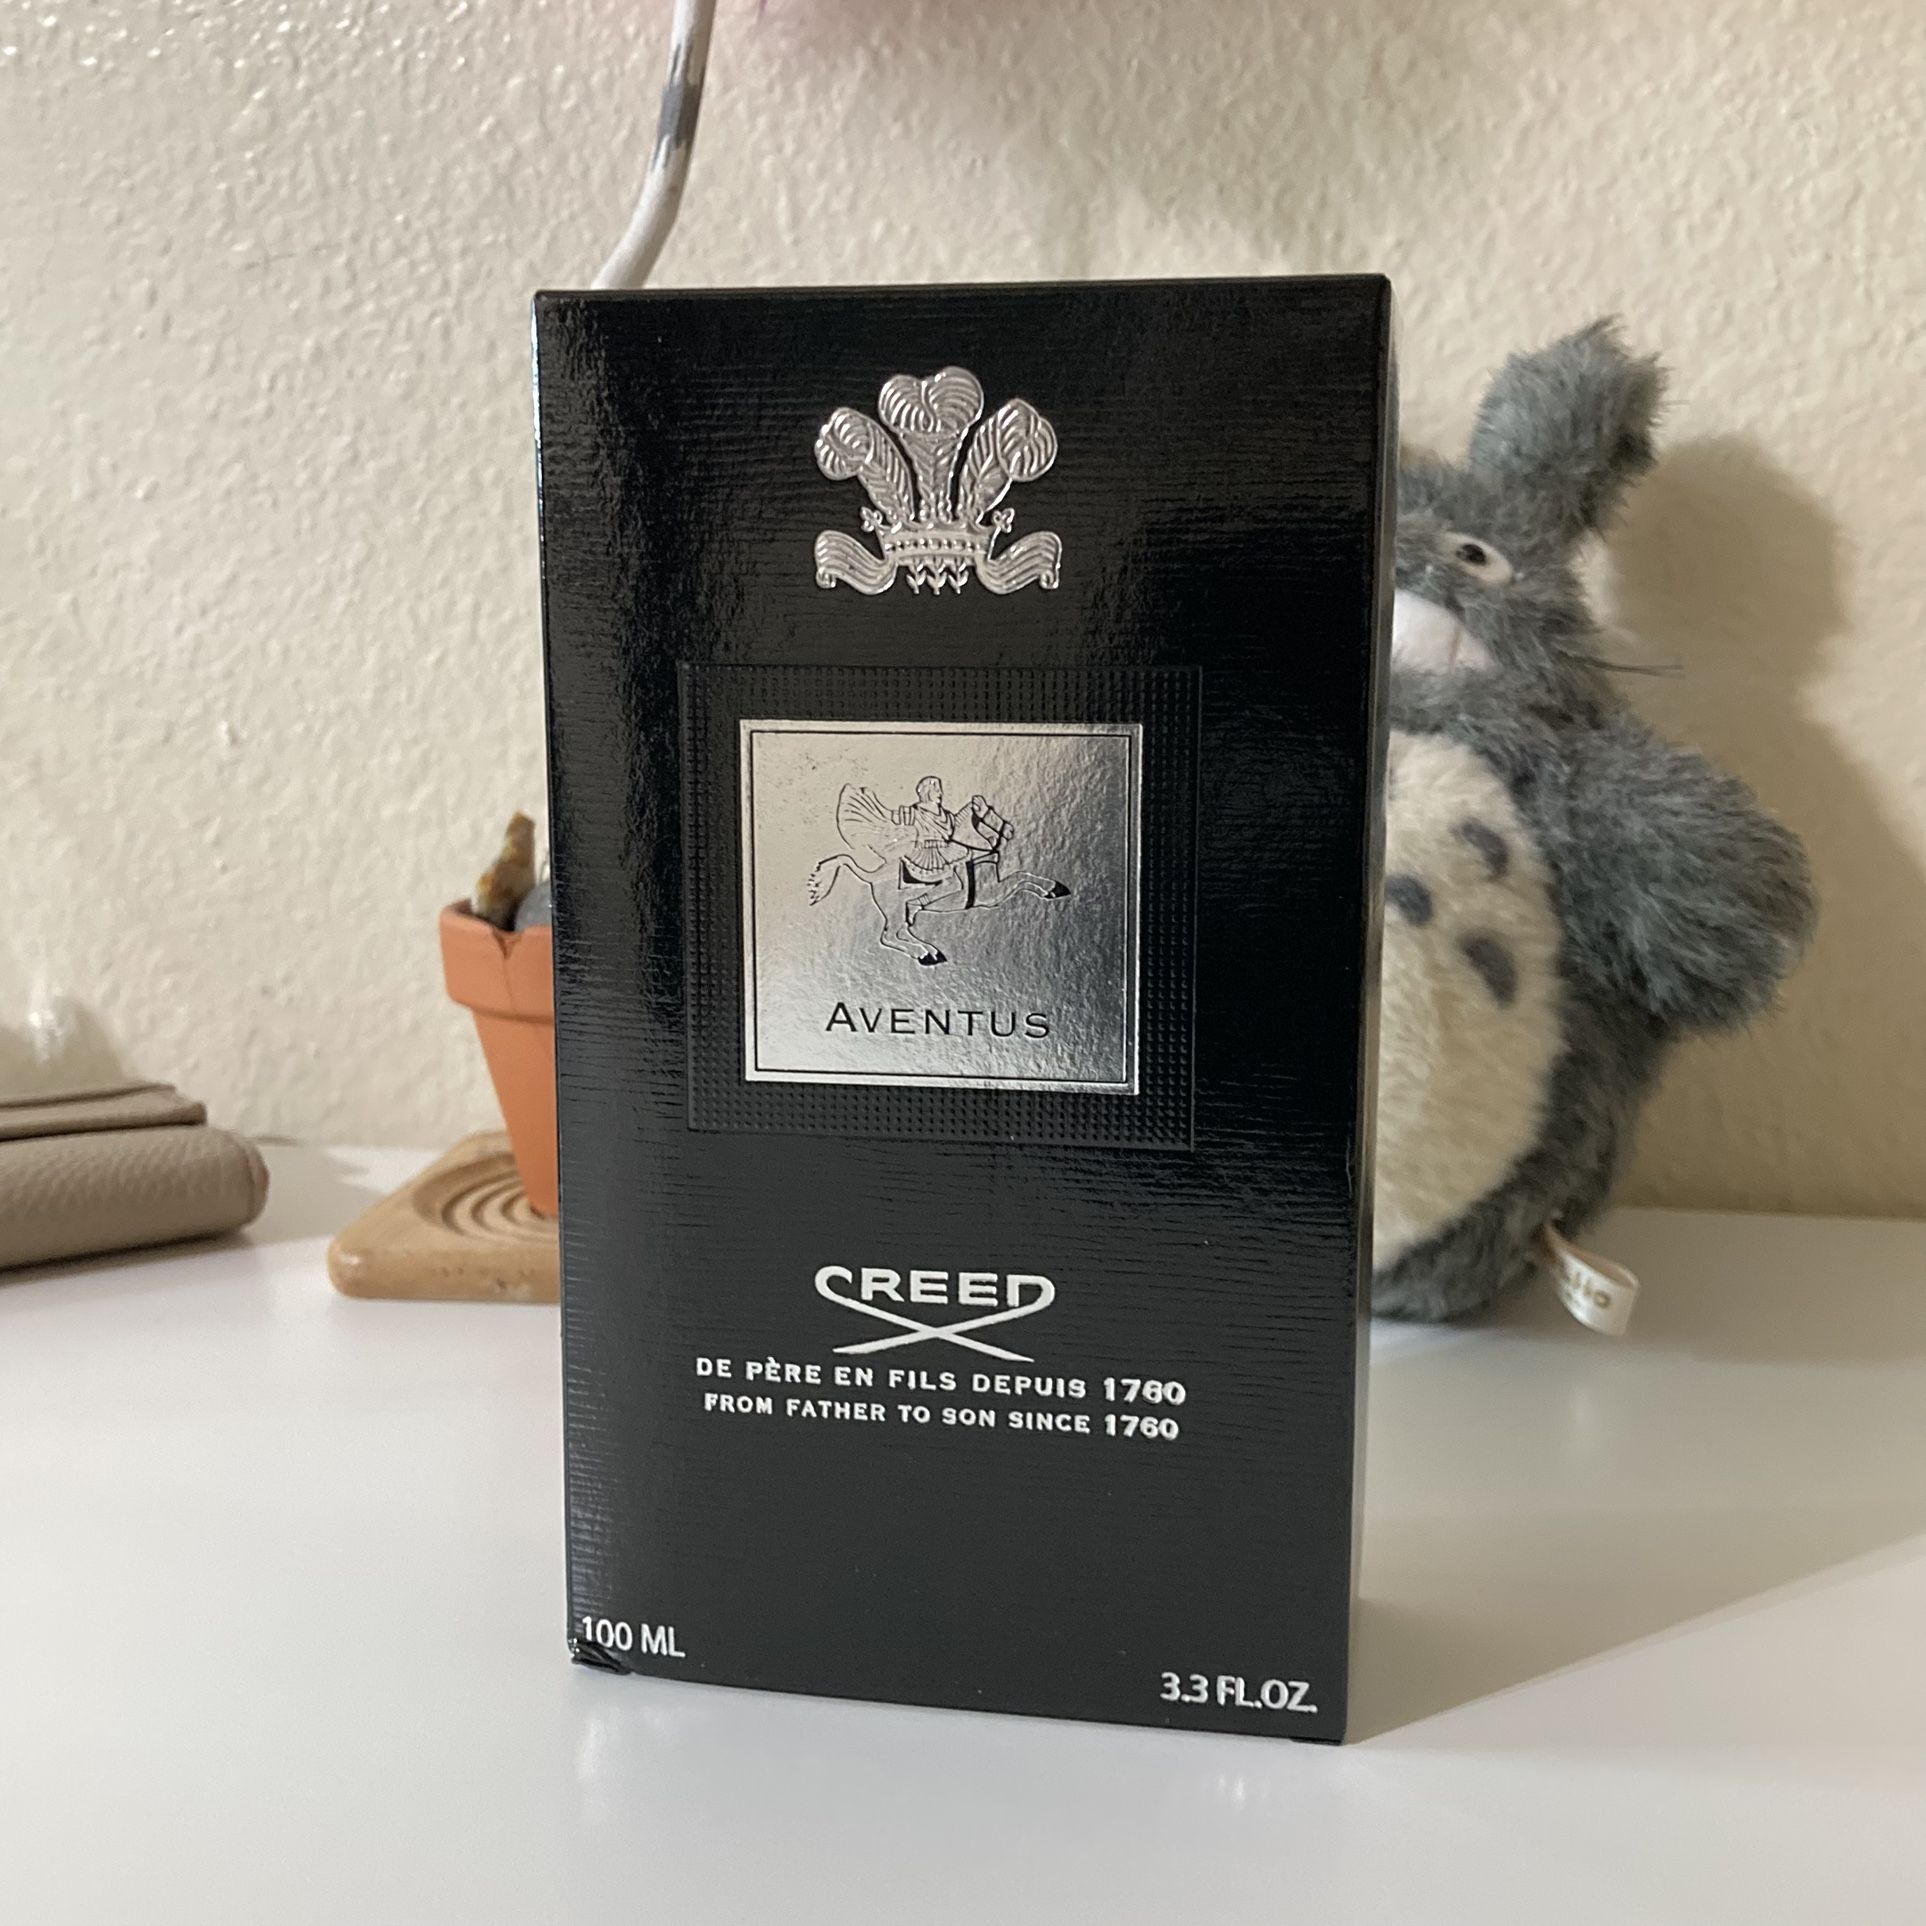 AVENTUS
CREED
DE PÈRE EN FILS DEPUIS 1760
FROM FATHER TO SON SINCE 1760
100 ML
3.3 FL.OZ.